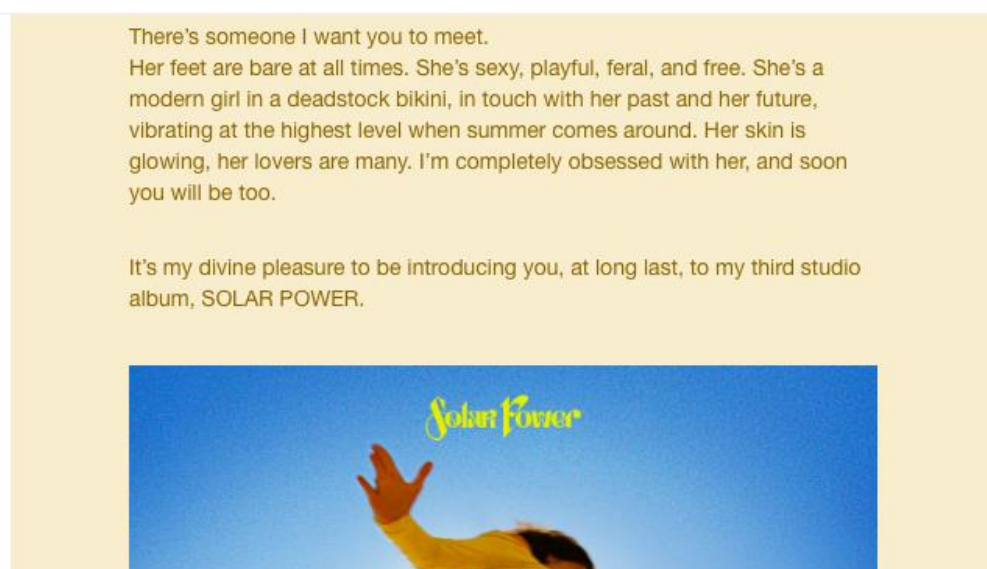 There’s someone I want you to meet.
Her feet are bare at all times. She’s sexy, playful, feral, and free. She’s a
modern girl in a deadstock bikini, in touch with her past and her future,
vibrating at the highest level when summer comes around. Her skin is
glowing, her lovers are many. I’m completely obsessed with her, and soon
you will be too.
It’s my divine pleasure to be introducing you, at long last, to my third studio
album, SOLAR POWER.
Solar Power